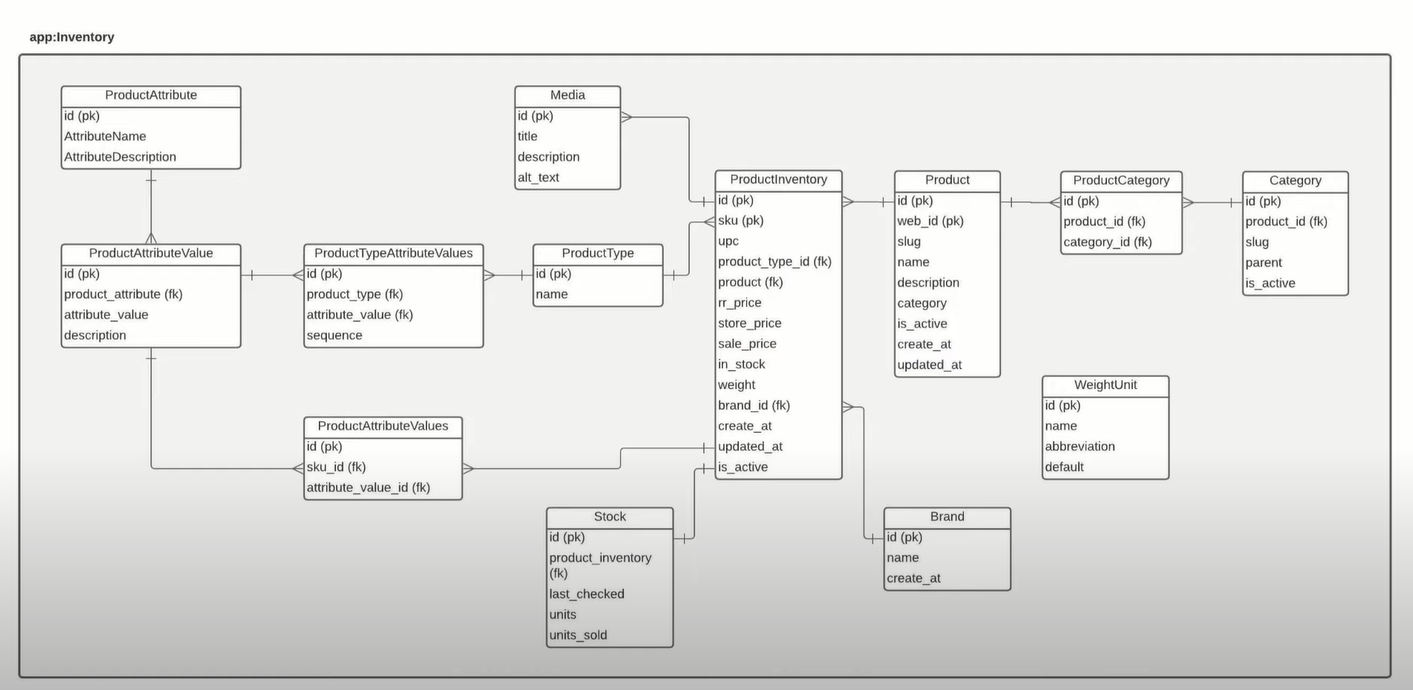 app:Inventory
ProductAttribute
id (pk)
AttributeName
AttributeDescription
Media
id (pk)
title
description
alt_text
ProductInventory
id (pk)
sku (pk)
upc
product_type_id (fk)
product (fk)
rr_price
store_price
sale_price
in_stock
weight
brand_id (fk)
create_at
updated_at
is_active
Product
id (pk)
web_id (pk)
slug
name
description
category
is_active
create_at
updated_at
ProductCategory
id (pk)
product_id (fk)
category_id (fk)
Category
id (pk)
product_id (fk)
slug
parent
is_active
ProductAttributeValue
id (pk)
product_attribute (fk)
attribute_value
description
ProductTypeAttributeValues
id (pk)
product_type (fk)
attribute_value (fk)
sequence
ProductType
id (pk)
name
WeightUnit
id (pk)
name
abbreviation
default
ProductAttributeValues
id (pk)
sku_id (fk)
attribute_value_id (fk)
Stock
id (pk)
product_inventory
(fk)
last_checked
units
units_sold
Brand
id (pk)
name
create_at